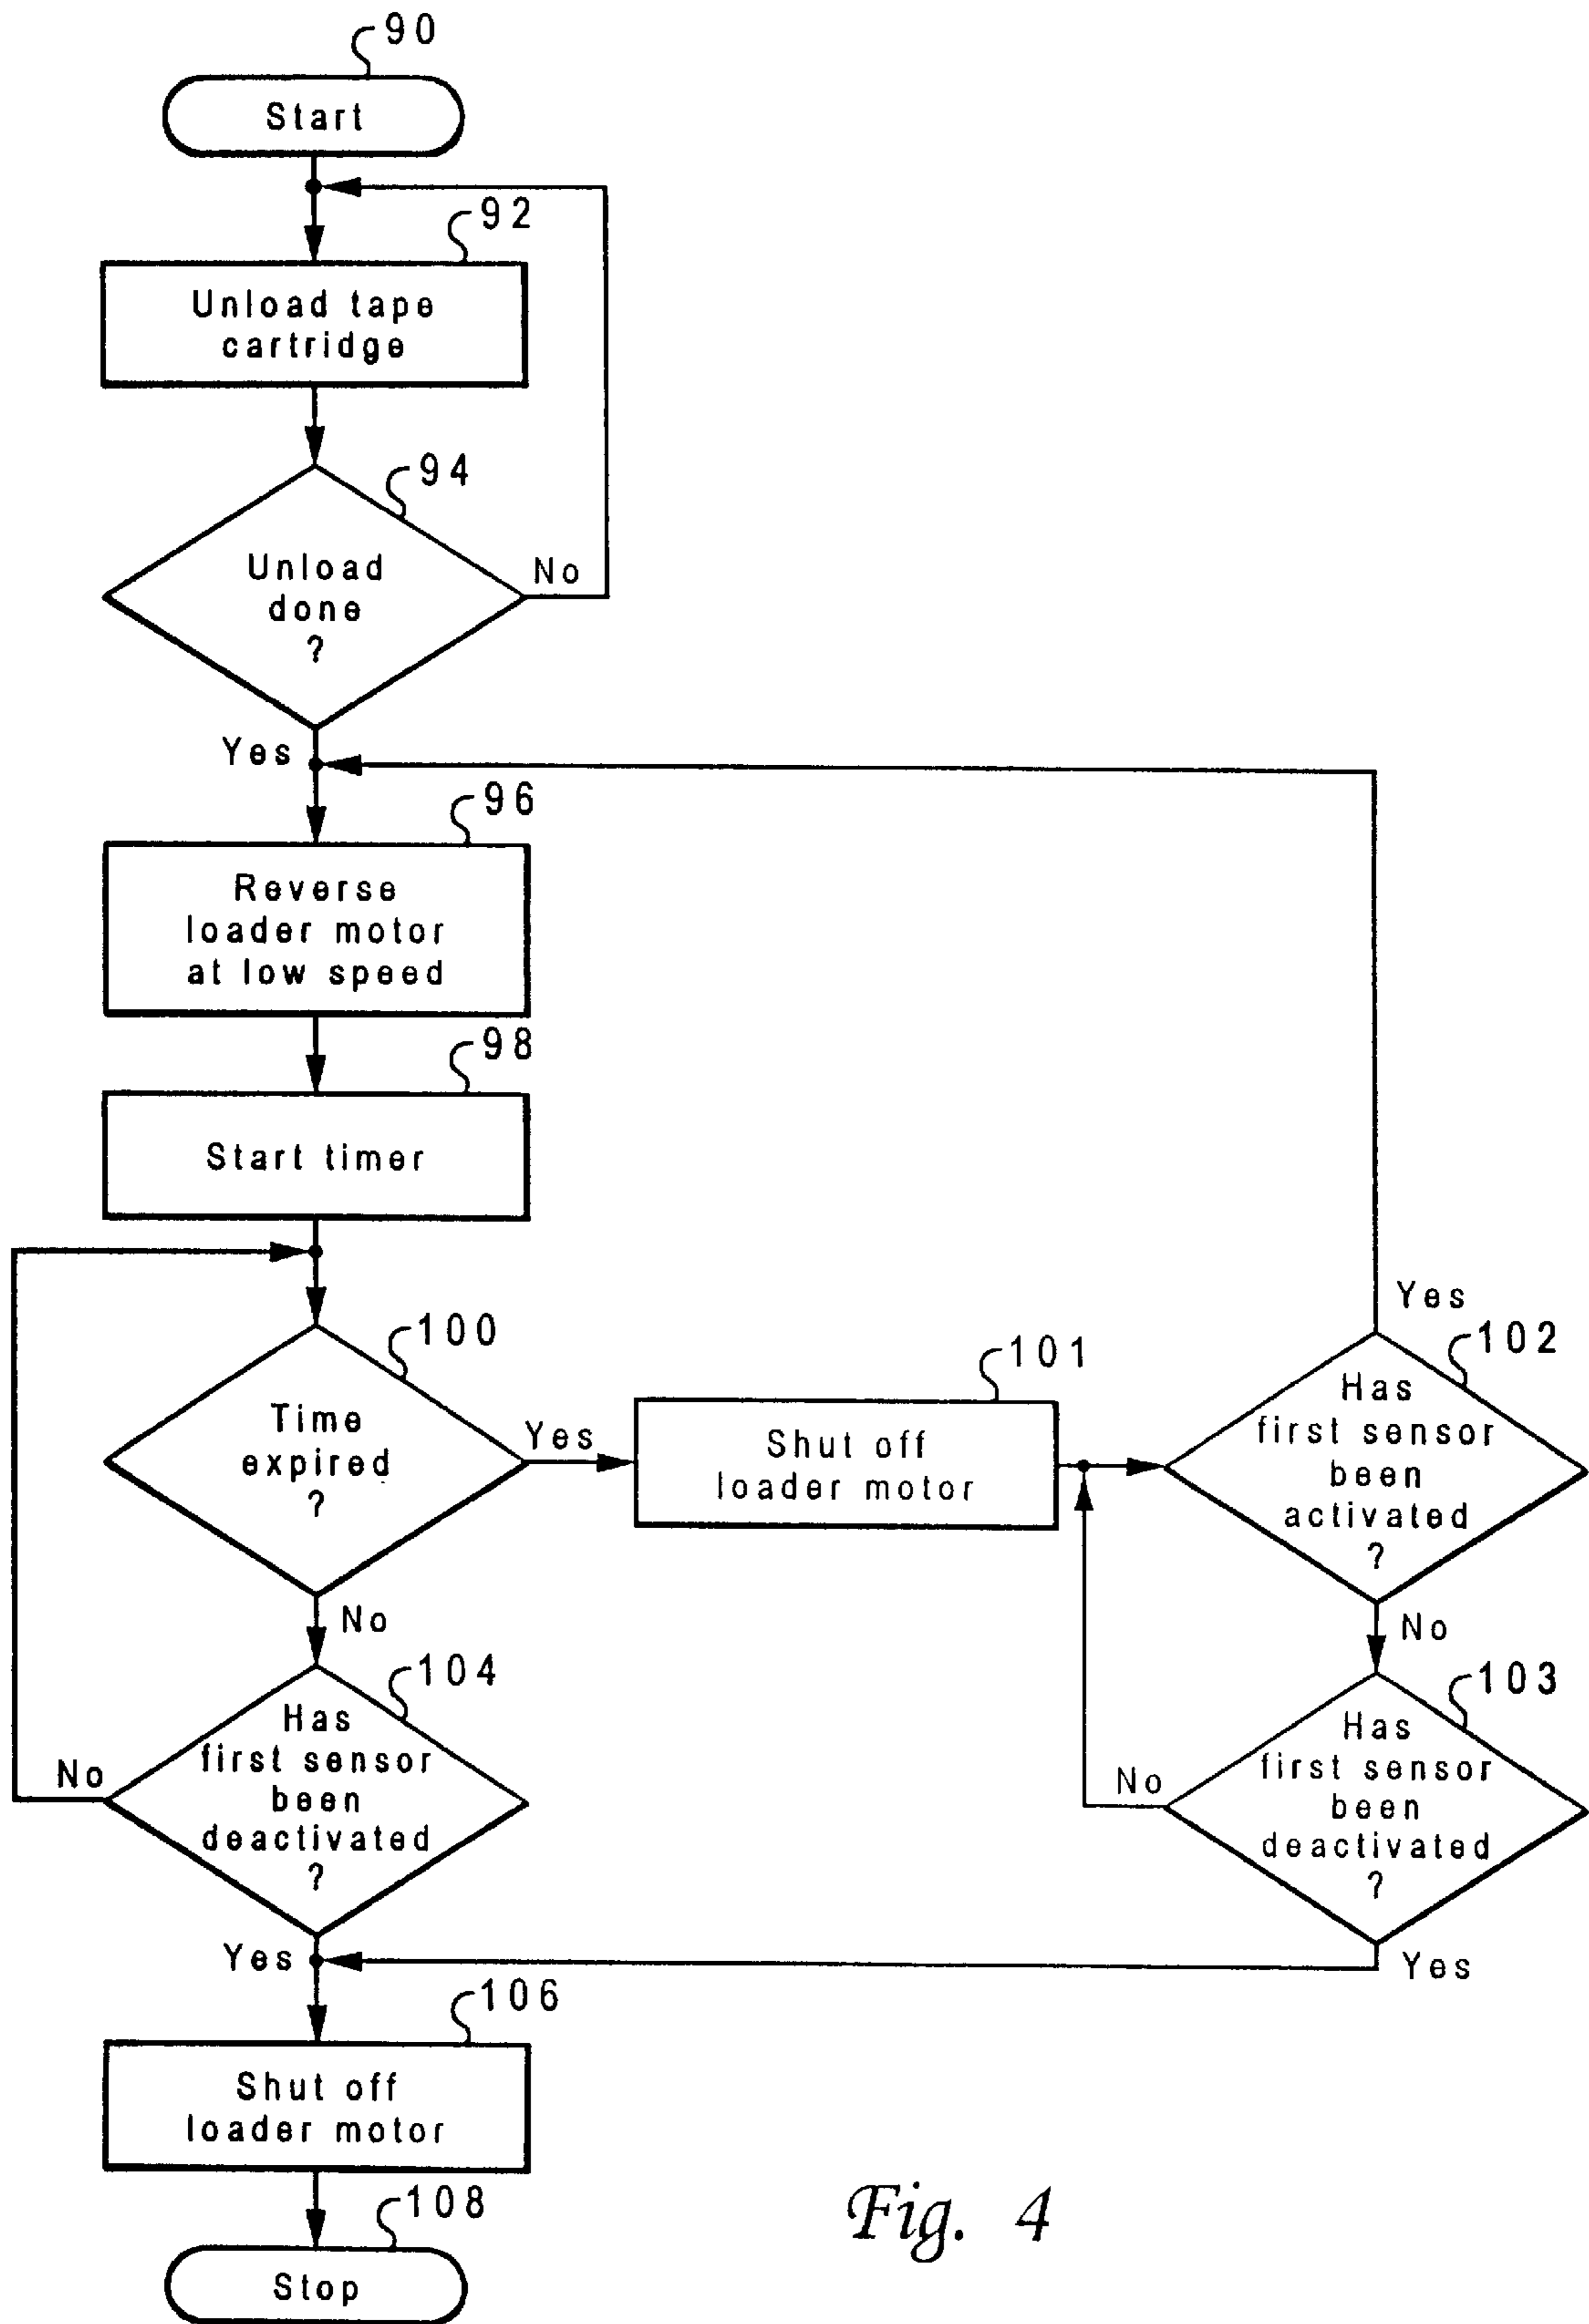 90
Start
92
Unload tape
cartridge
94
Unload
done
?
No
Yes
96
Reverse
loader motor
at low speed
98
Start timer
100
Time
expired
?
Yes
No
101
Shut off
loader motor
Yes
102
Has
first sensor
been
activated
?
No
103
Has
first sensor
been
deactivated
?
No
Yes
104
Has
first sensor
been
deactivated
?
No
Yes
106
Shut off
loader motor
108
Stop
Fig. 4